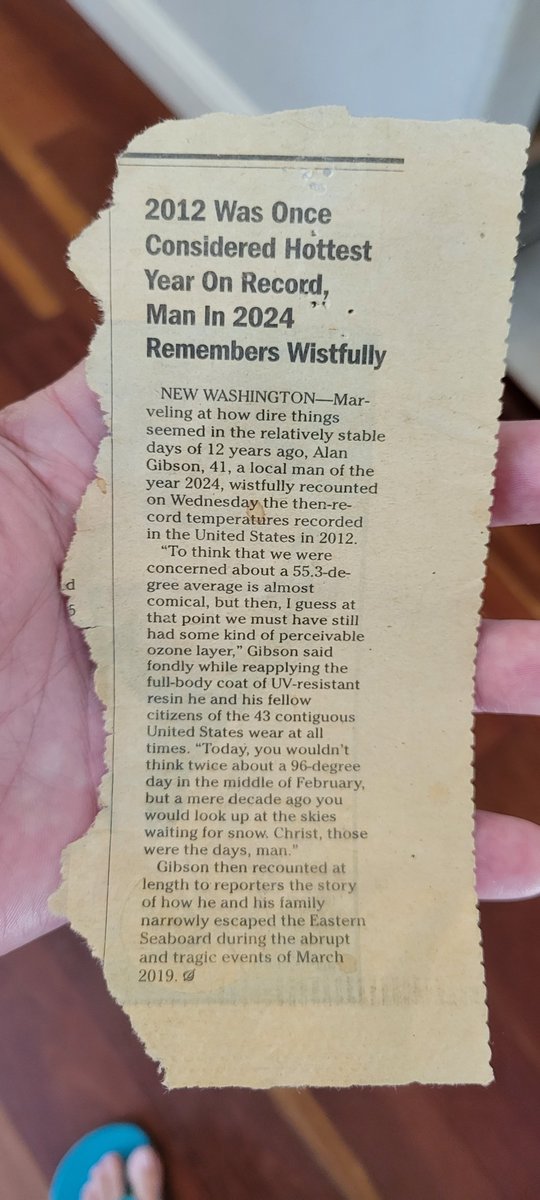 2012 Was Once
Considered Hottest
Year On Record,
Man In 2024
Remembers Wistfully
NEW WASHINGTON—Mar-
veling at how dire things
seemed in the relatively stable
days of 12 years ago, Alan
Gibson, 41, a local man of the
year 2024, wistfully recounted
on Wednesday the then-re-
cord temperatures recorded
in the United States in 2012.
“To think that we were
concerned about a 55.3-de-
gree average is almost
comical, but then, I guess at
that point we must have still
had some kind of perceivable
ozone layer,” Gibson said
fondly while reapplying the
full-body coat of UV-resistant
resin he and his fellow
citizens of the 43 contiguous
United States wear at all
times. “Today, you wouldn’t
think twice about a 96-degree
day in the middle of February,
but a mere decade ago you
would look up at the skies
waiting for snow. Christ, those
were the days, man.”
Gibson then recounted at
length to reporters the story
of how he and his family
narrowly escaped the Eastern
Seaboard during the abrupt
and tragic events of March
2019.
d
5